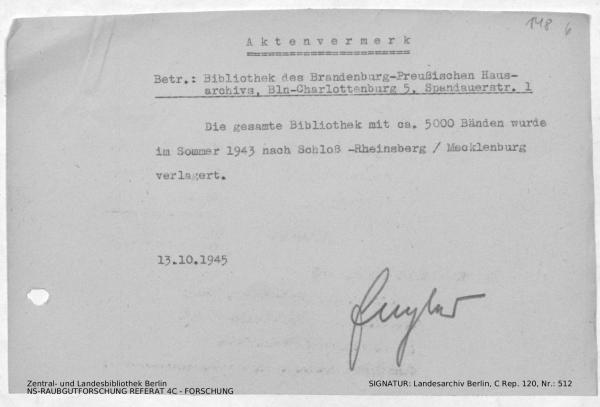 148 6
Aktenvermerk
Betr.: Bibliothek des Brandenburg-Preußischen Haus-
archivs, Bln-Charlottenburg 5, Spandauerstr. 1
Die gesamte Bibliothek mit ca. 5000 Bänden wurde
im Sommer 1943 nach Schloß -Rheinsberg / Mecklenburg
verlagert.
13.10.1945
Zentral- und Landesbibliothek Berlin
NS-RAUBGUTFORSCHUNG REFERAT 4C - FORSCHUNG
SIGNATUR: Landesarchiv Berlin, C Rep. 120, Nr.: 512